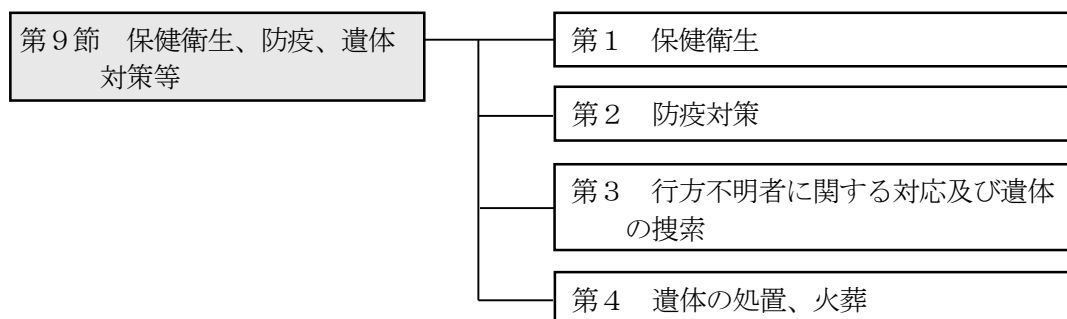 第９節　保健衛生、防疫、遺体
対策等
第１　保健衛生
第２　防疫対策
第３　行方不明者に関する対応及び遺体
の捜索
第４　遺体の処置、火葬